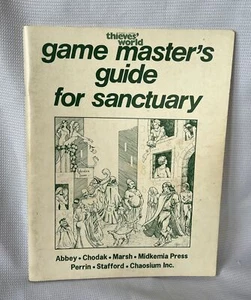 thieves' world
game master's
guide
for sanctuary
Abbey • Chodak • Marsh • Midkemia Press
Perrin • Stafford • Chaosium Inc.